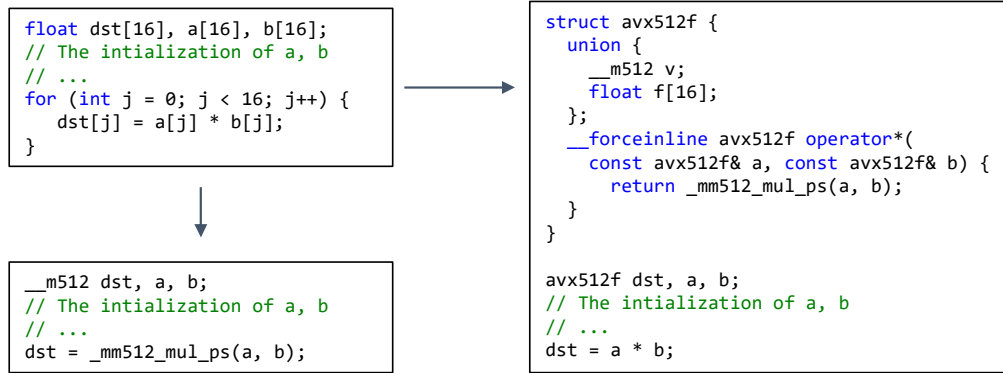 float dst[16], a[16], b[16];
// The intialization of a, b
// ...
for (int j = 0; j < 16; j++) {
   dst[j] = a[j] * b[j];
}
__m512 dst, a, b;
// The intialization of a, b
// ...
dst = _mm512_mul_ps(a, b);
struct avx512f {
  union {
    __m512 v;
    float f[16];
  };
  __forceinline avx512f operator*(
    const avx512f& a, const avx512f& b) {
      return _mm512_mul_ps(a, b);
  }
}
avx512f dst, a, b;
// The intialization of a, b
// ...
dst = a * b;